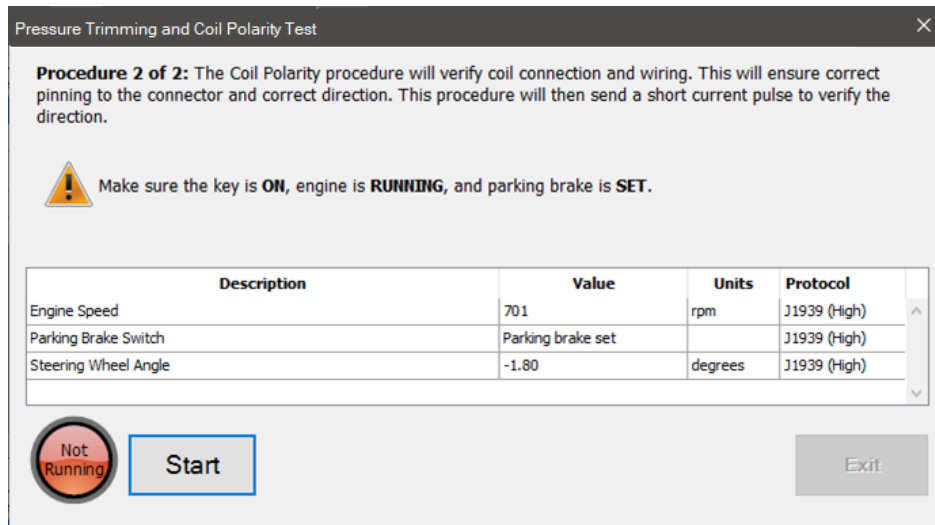 Pressure Trimming and Coil Polarity Test
Procedure 2 of 2: The Coil Polarity procedure will verify coil connection and wiring. This will ensure correct
pinning to the connector and correct direction. This procedure will then send a short current pulse to verify the
direction.
Make sure the key is ON, engine is RUNNING, and parking brake is SET.
Description Value Units Protocol
Engine Speed 701 rpm J1939 (High)
Parking Brake Switch Parking brake set J1939 (High)
Steering Wheel Angle -1.80 degrees J1939 (High)
Not
Running
Start
Exit